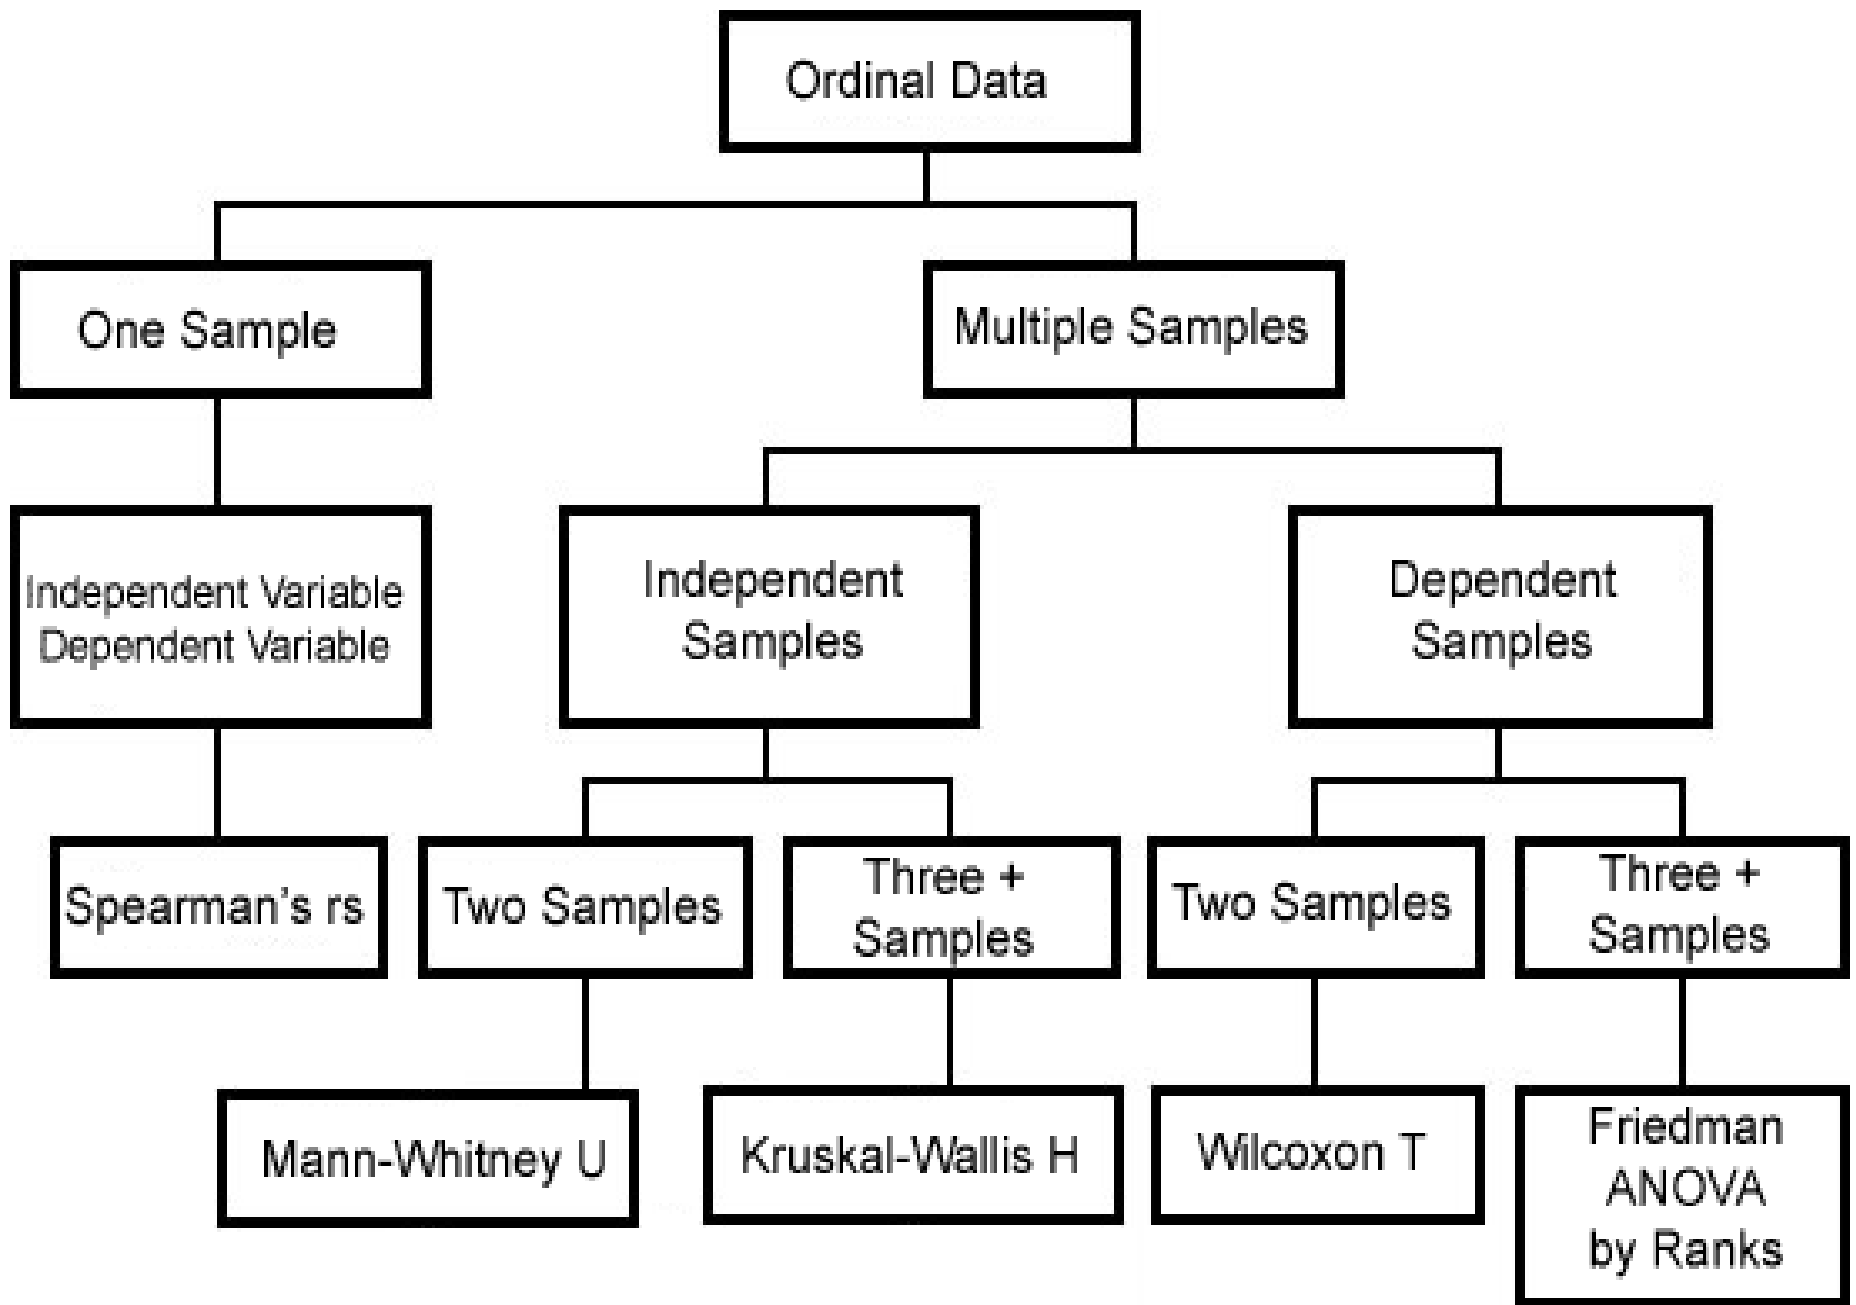 Ordinal Data
One Sample
Multiple Samples
Independent Variable
Dependent Variable
Independent
Samples
Dependent
Samples
Spearman's rs
Two Samples
Three +
Samples
Two Samples
Three +
Samples
Mann-Whitney U
Kruskal-Wallis H
Wilcoxon T
Friedman
ANOVA
by Ranks